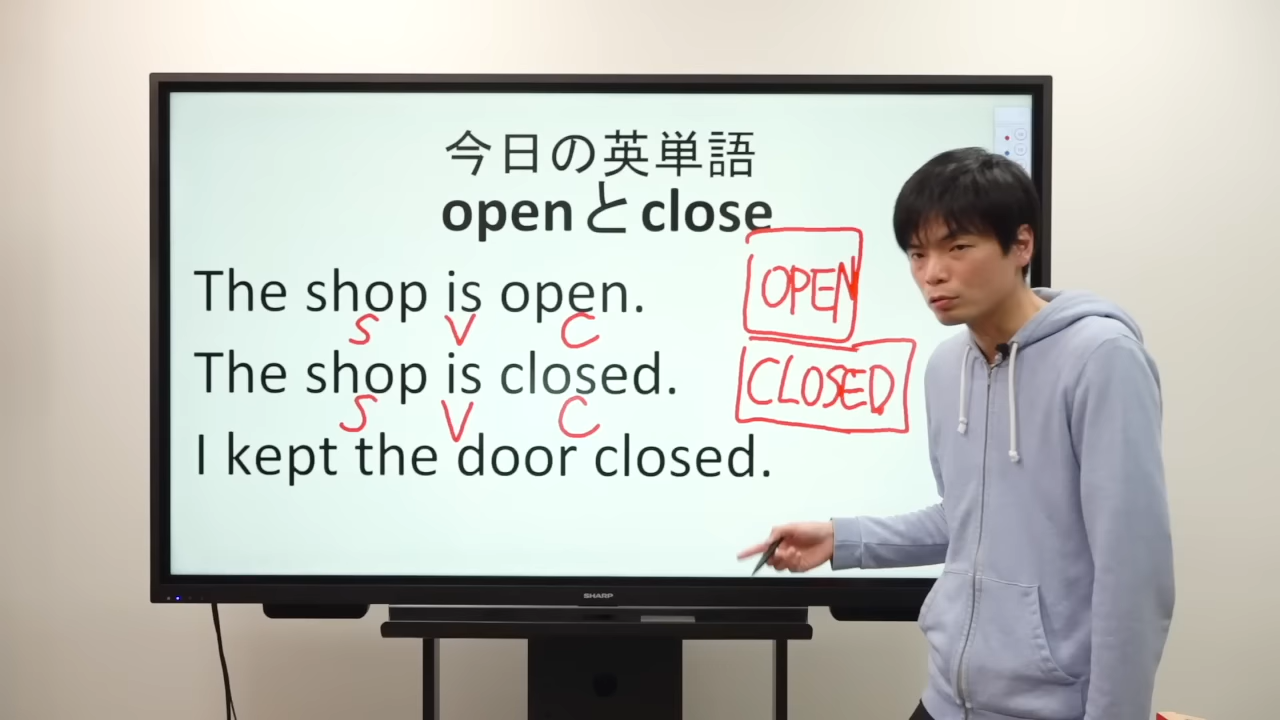 今日の英単語
openとclose
The shop is open.
OPEN
S V C
The shop is closed.
CLOSED
S V C
I kept the door closed.
SHARP